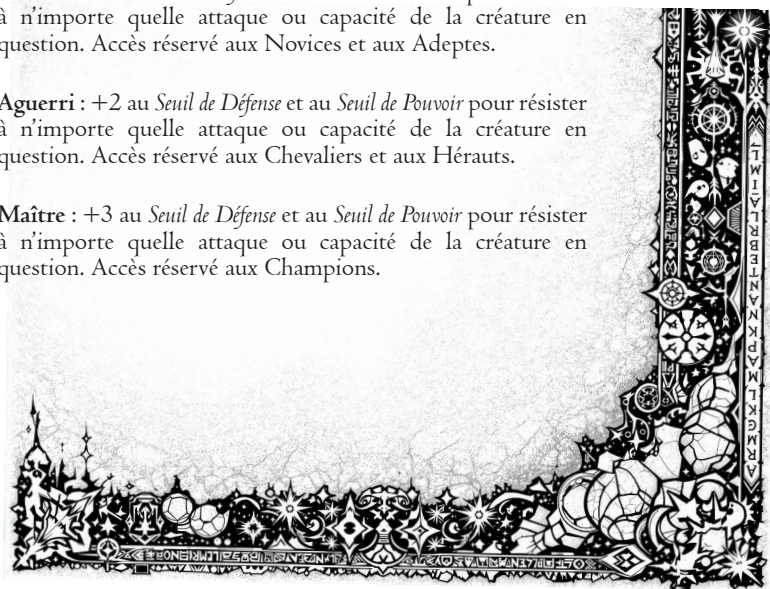 à n'importe quelle attaque ou capacité de la créature en
question. Accès réservé aux Novices et aux Adeptes.
Aguerri : +2 au Seuil de Défense et au Seuil de Pouvoir pour résister
à n'importe quelle attaque ou capacité de la créature en
question. Accès réservé aux Chevaliers et aux Hérauts.
Maître : +3 au Seuil de Défense et au Seuil de Pouvoir pour résister
à n'importe quelle attaque ou capacité de la créature en
question. Accès réservé aux Champions.